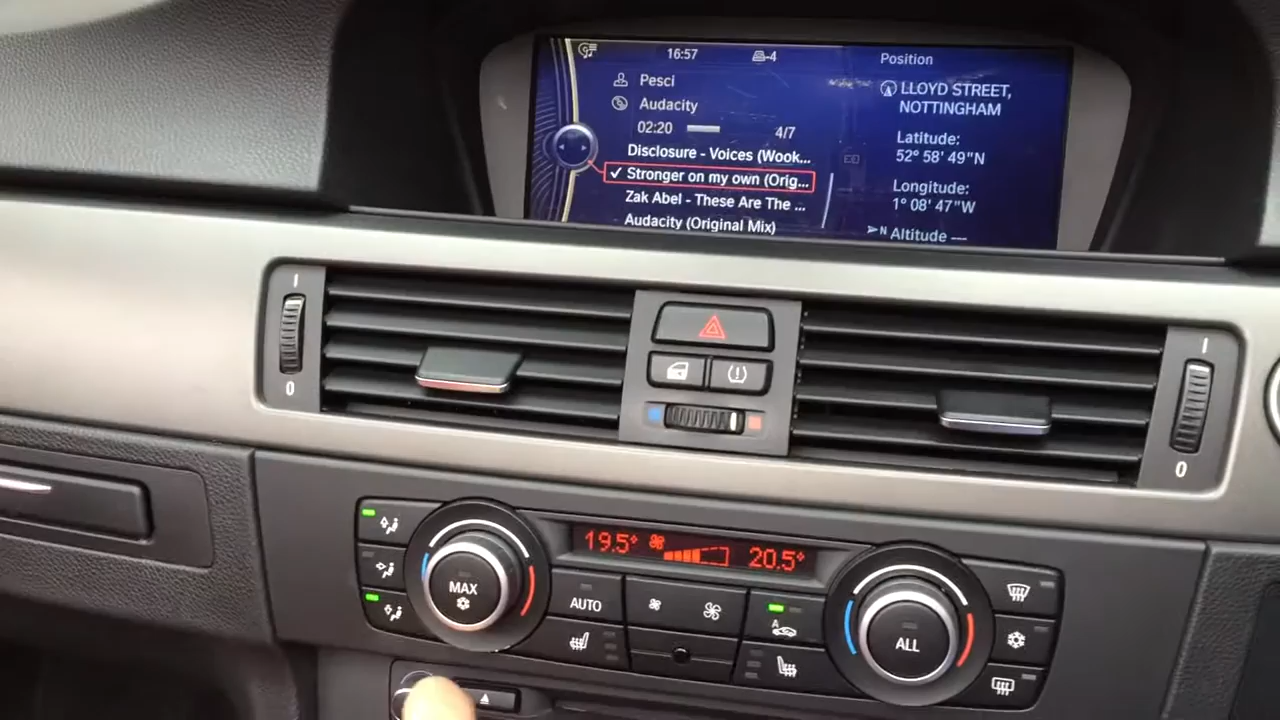 16:57
-4
Position
Pesci
Audacity
02:20
4/7
Disclosure - Voices (Wook...
✓ Stronger on my own (Orig...
Zak Abel - These Are The ...
Audacity (Original Mix)
LLOYD STREET,
NOTTINGHAM
Latitude:
52° 58' 49"N
Longitude:
1° 08' 47"W
N Altitude ---
I
0
I
0
19.5°
20.5°
MAX
AUTO
A
ALL